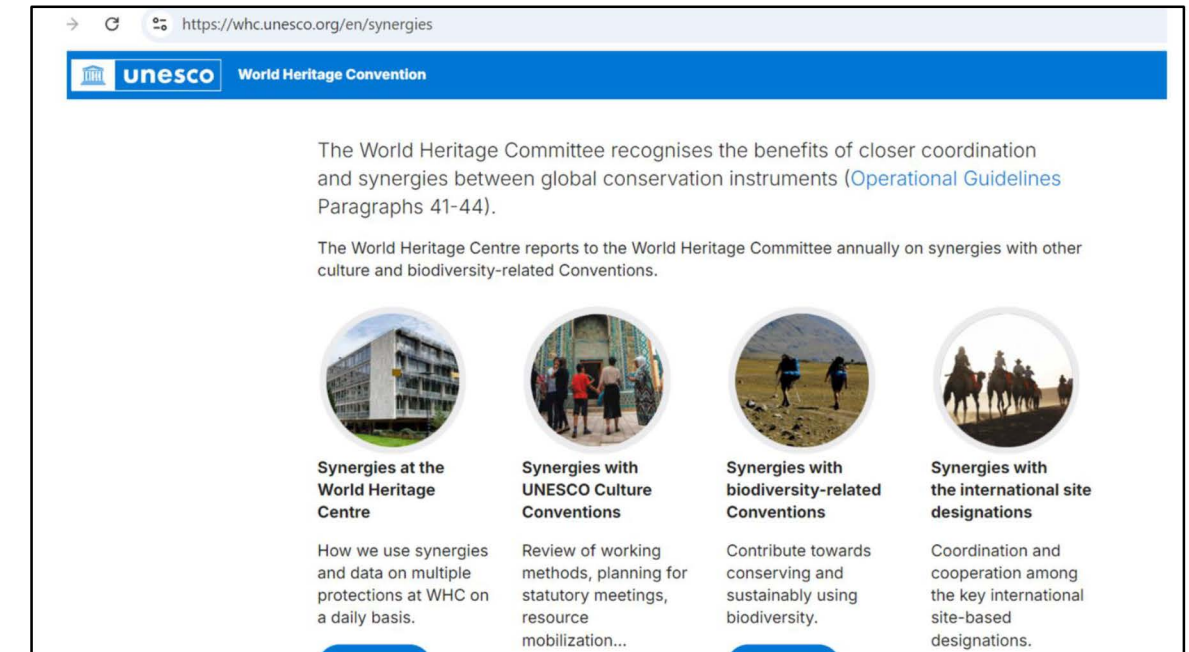 https://whc.unesco.org/en/synergies
unesco
World Heritage Convention
The World Heritage Committee recognises the benefits of closer coordination
and synergies between global conservation instruments (Operational Guidelines
Paragraphs 41-44).
The World Heritage Centre reports to the World Heritage Committee annually on synergies with other
culture and biodiversity-related Conventions.
Synergies at the
World Heritage
Centre
How we use synergies
and data on multiple
protections at WHC on
a daily basis.
Synergies with
UNESCO Culture
Conventions
Review of working
methods, planning for
statutory meetings,
resource
mobilization...
Synergies with
biodiversity-related
Conventions
Contribute towards
conserving and
sustainably using
biodiversity.
Synergies with
the international site
designations
Coordination and
cooperation among
the key international
site-based
designations.